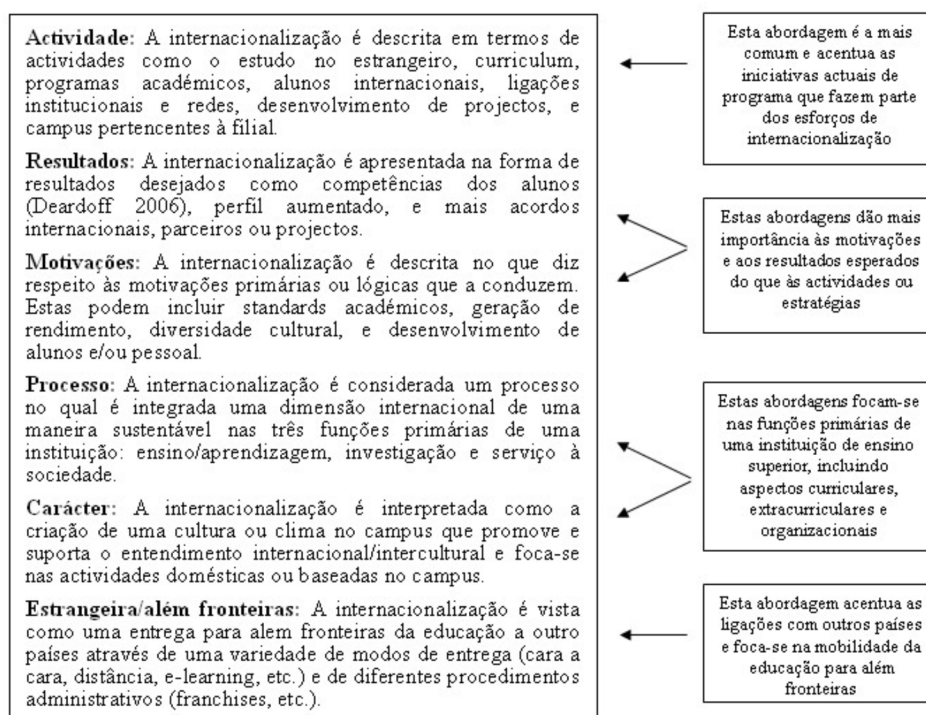 Actividade: A internacionalização é descrita em termos de
actividades como o estudo no estrangeiro, curriculum,
programas académicos, alunos internacionais, ligações
institucionais e redes, desenvolvimento de projectos, e
campus pertencentes à filial.
Resultados: A internacionalização é apresentada na forma de
resultados desejados como competências dos alunos
(Deardoff 2006), perfil aumentado, e mais acordos
internacionais, parceiros ou projectos.
Motivações: A internacionalização é descrita no que diz
respeito às motivações primárias ou lógicas que a conduzem.
Estas podem incluir standards académicos, geração de
rendimento, diversidade cultural, e desenvolvimento de
alunos e/ou pessoal.
Processo: A internacionalização é considerada um processo
no qual é integrada uma dimensão internacional de uma
maneira sustentável nas três funções primárias de uma
instituição: ensino/aprendizagem, investigação e serviço à
sociedade.
Carácter: A internacionalização é interpretada como a
criação de uma cultura ou clima no campus que promove e
suporta o entendimento internacional/intercultural e foca-se
nas actividades domésticas ou baseadas no campus.
Estrangeira/além fronteiras: A internacionalização é vista
como uma entrega para alem fronteiras da educação a outro
países através de uma variedade de modos de entrega (cara a
cara, distância, e-learning, etc.) e de diferentes procedimentos
administrativos (franchises, etc.).
Esta abordagem é a mais
comum e acentua as
iniciativas actuais de
programa que fazem parte
dos esforços de
internacionalização
Estas abordagens dão mais
importância às motivações
e aos resultados esperados
do que às actividades ou
estratégias
Estas abordagens focam-se
nas funções primárias de
uma instituição de ensino
superior, incluindo
aspectos curriculares,
extracurriculares e
organizacionais
Esta abordagem acentua as
ligações com outros países
e foca-se na mobilidade da
educação para além
fronteiras